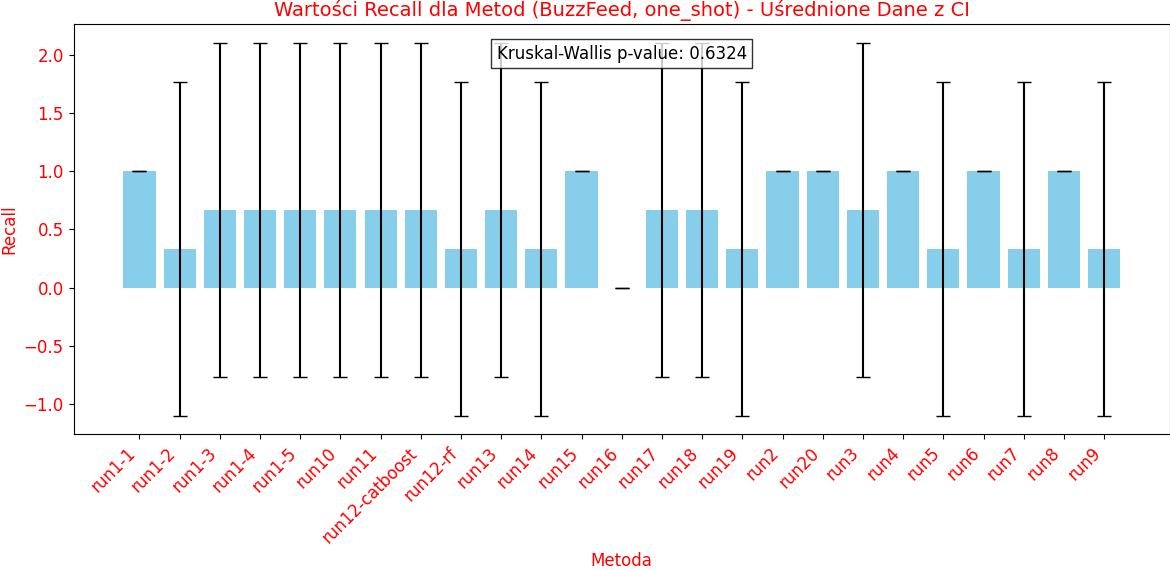 Wartości Recall dla Metod (BuzzFeed, one_shot) - Uśrednione Dane z CI
Kruskal-Wallis p-value: 0.6324
Recall
2.0
1.5
1.0
0.5
0.0
−0.5
−1.0
run1-1
run1-2
run1-3
run1-4
run1-5
run10
run11
run12-catboost
run12-rf
run13
run14
run15
run16
run17
run18
run19
run2
run20
run3
run4
run5
run6
run7
run8
run9
Metoda